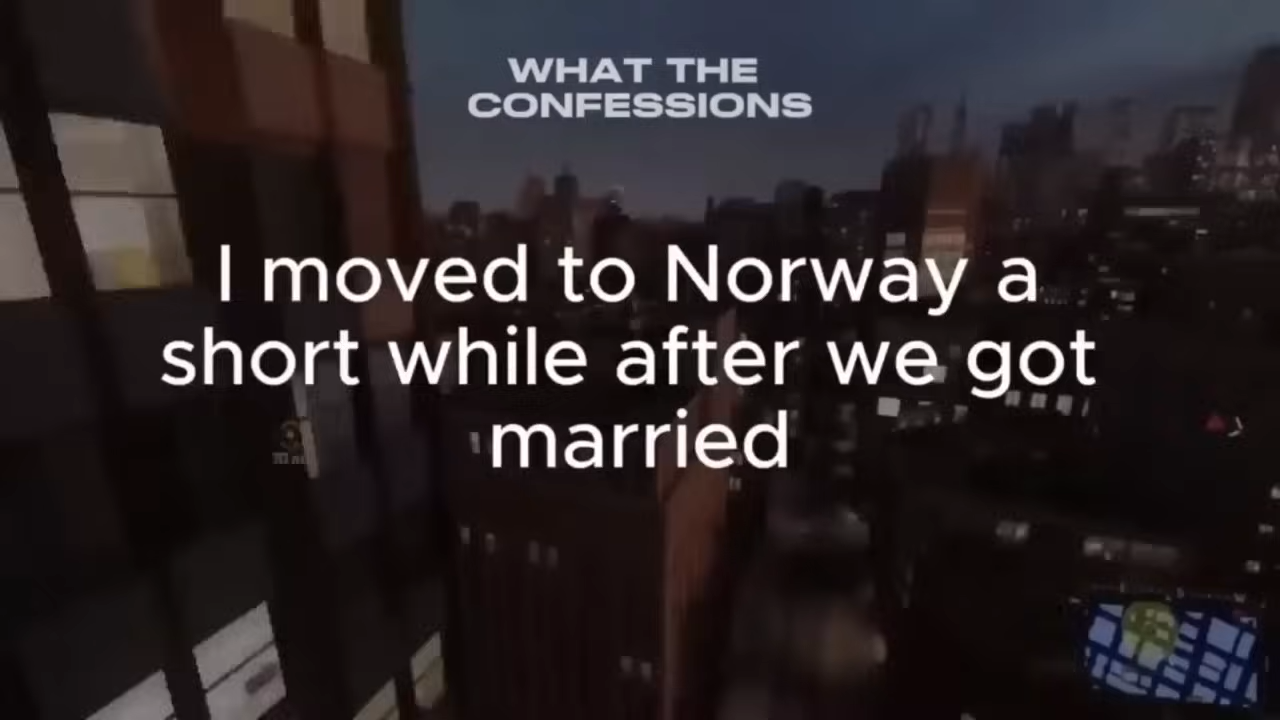 WHAT THE
CONFESSIONS
I moved to Norway a
short while after we got
married